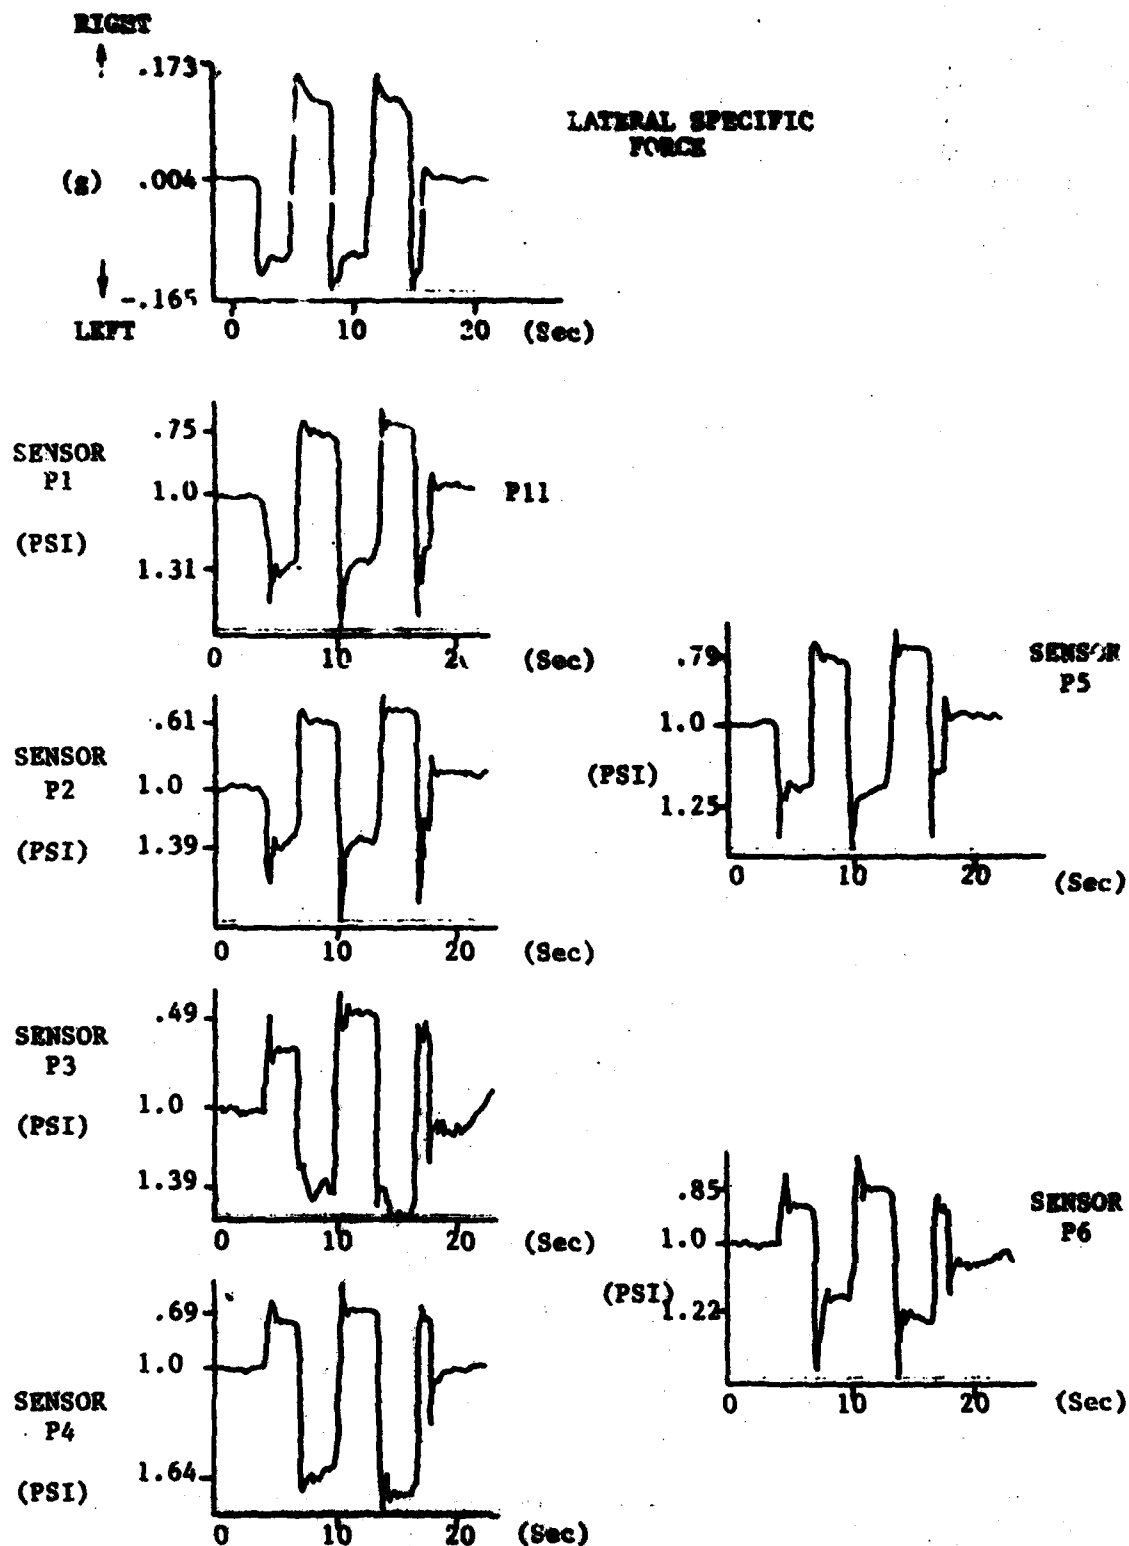 RIGHT
.173
(g) .004
-.165
LEFT
0 10 20 (Sec)
LATERAL SPECIFIC
FORCE
SENSOR
P1
(PSI)
.75
1.0
1.31
P11
0 10 (Sec)
SENSOR
P2
(PSI)
.61
1.0
1.39
0 10 20 (Sec)
SENSOR
P3
(PSI)
.49
1.0
1.39
0 10 20 (Sec)
SENSOR
P4
(PSI)
.69
1.0
1.64
0 10 20 (Sec)
SENSOR
P5
(PSI)
.79
1.0
1.25
0 10 20 (Sec)
SENSOR
P6
(PSI)
.85
1.0
1.22
0 10 20 (Sec)